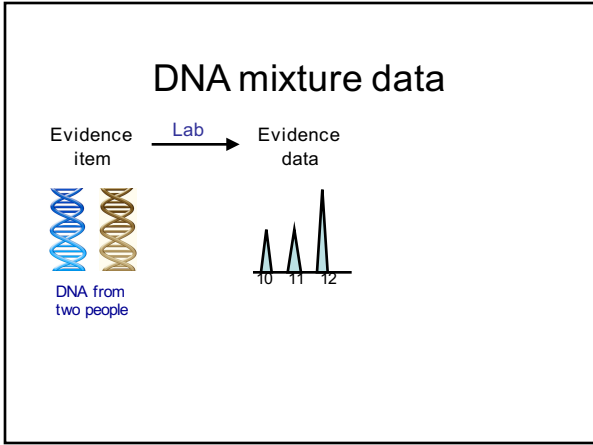 DNA mixture data
Evidence
item
Lab
Evidence
data
DNA from
two people
10 11 12